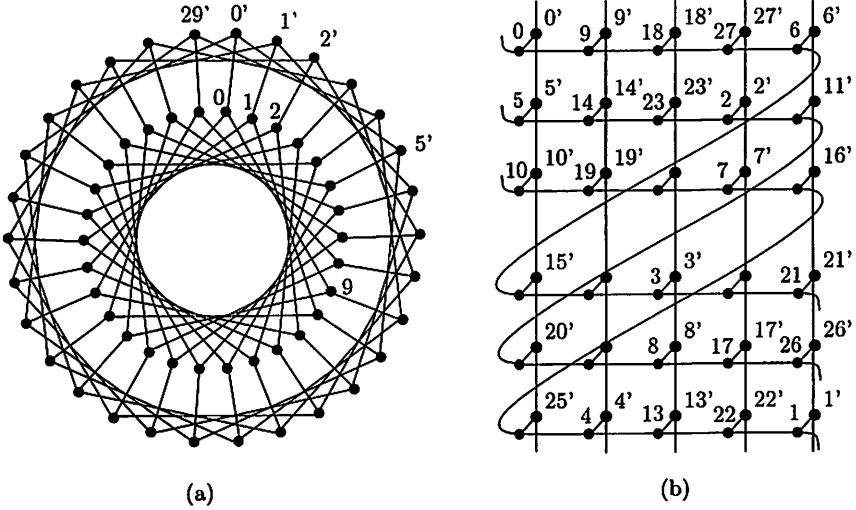 29' 0' 1' 2'
0 1 2
5'
9
(a)
0 0' 9 9' 18 18' 27 27' 6 6'
5 5' 14 14' 23 23' 2 2' 11'
10 10' 19 19' 7 7' 16'
15' 3 3' 21 21'
20' 8 8' 17 17' 26 26'
25' 4 4' 13 13' 22 22' 1 1'
(b)